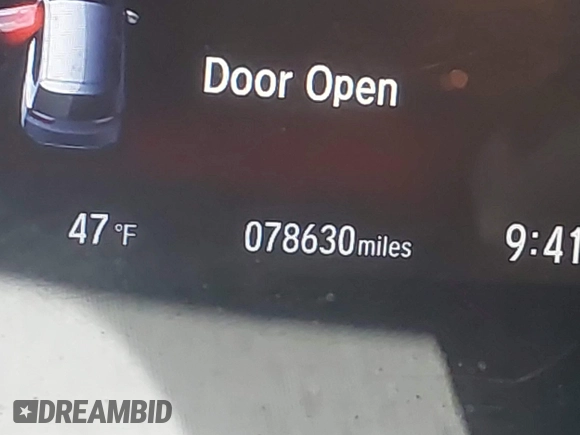 Door Open
47 °F
078630 miles
9:41
DREAMBID